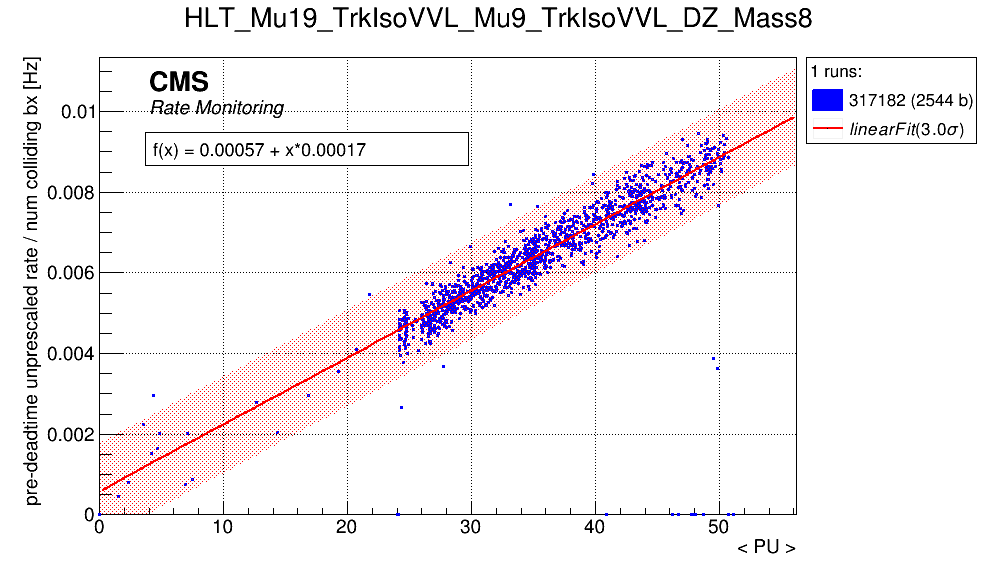 HLT_Mu19_TrkIsoVVL_Mu9_TrkIsoVVL_DZ_Mass8
pre-deadtime unprescaled rate / num colliding bx [Hz]
CMS
Rate Monitoring
f(x) = 0.00057 + x*0.00017
1 runs:
317182 (2544 b)
linearFit(3.0σ)
0.01
0.008
0.006
0.004
0.002
0
0 10 20 30 40 50
< PU >